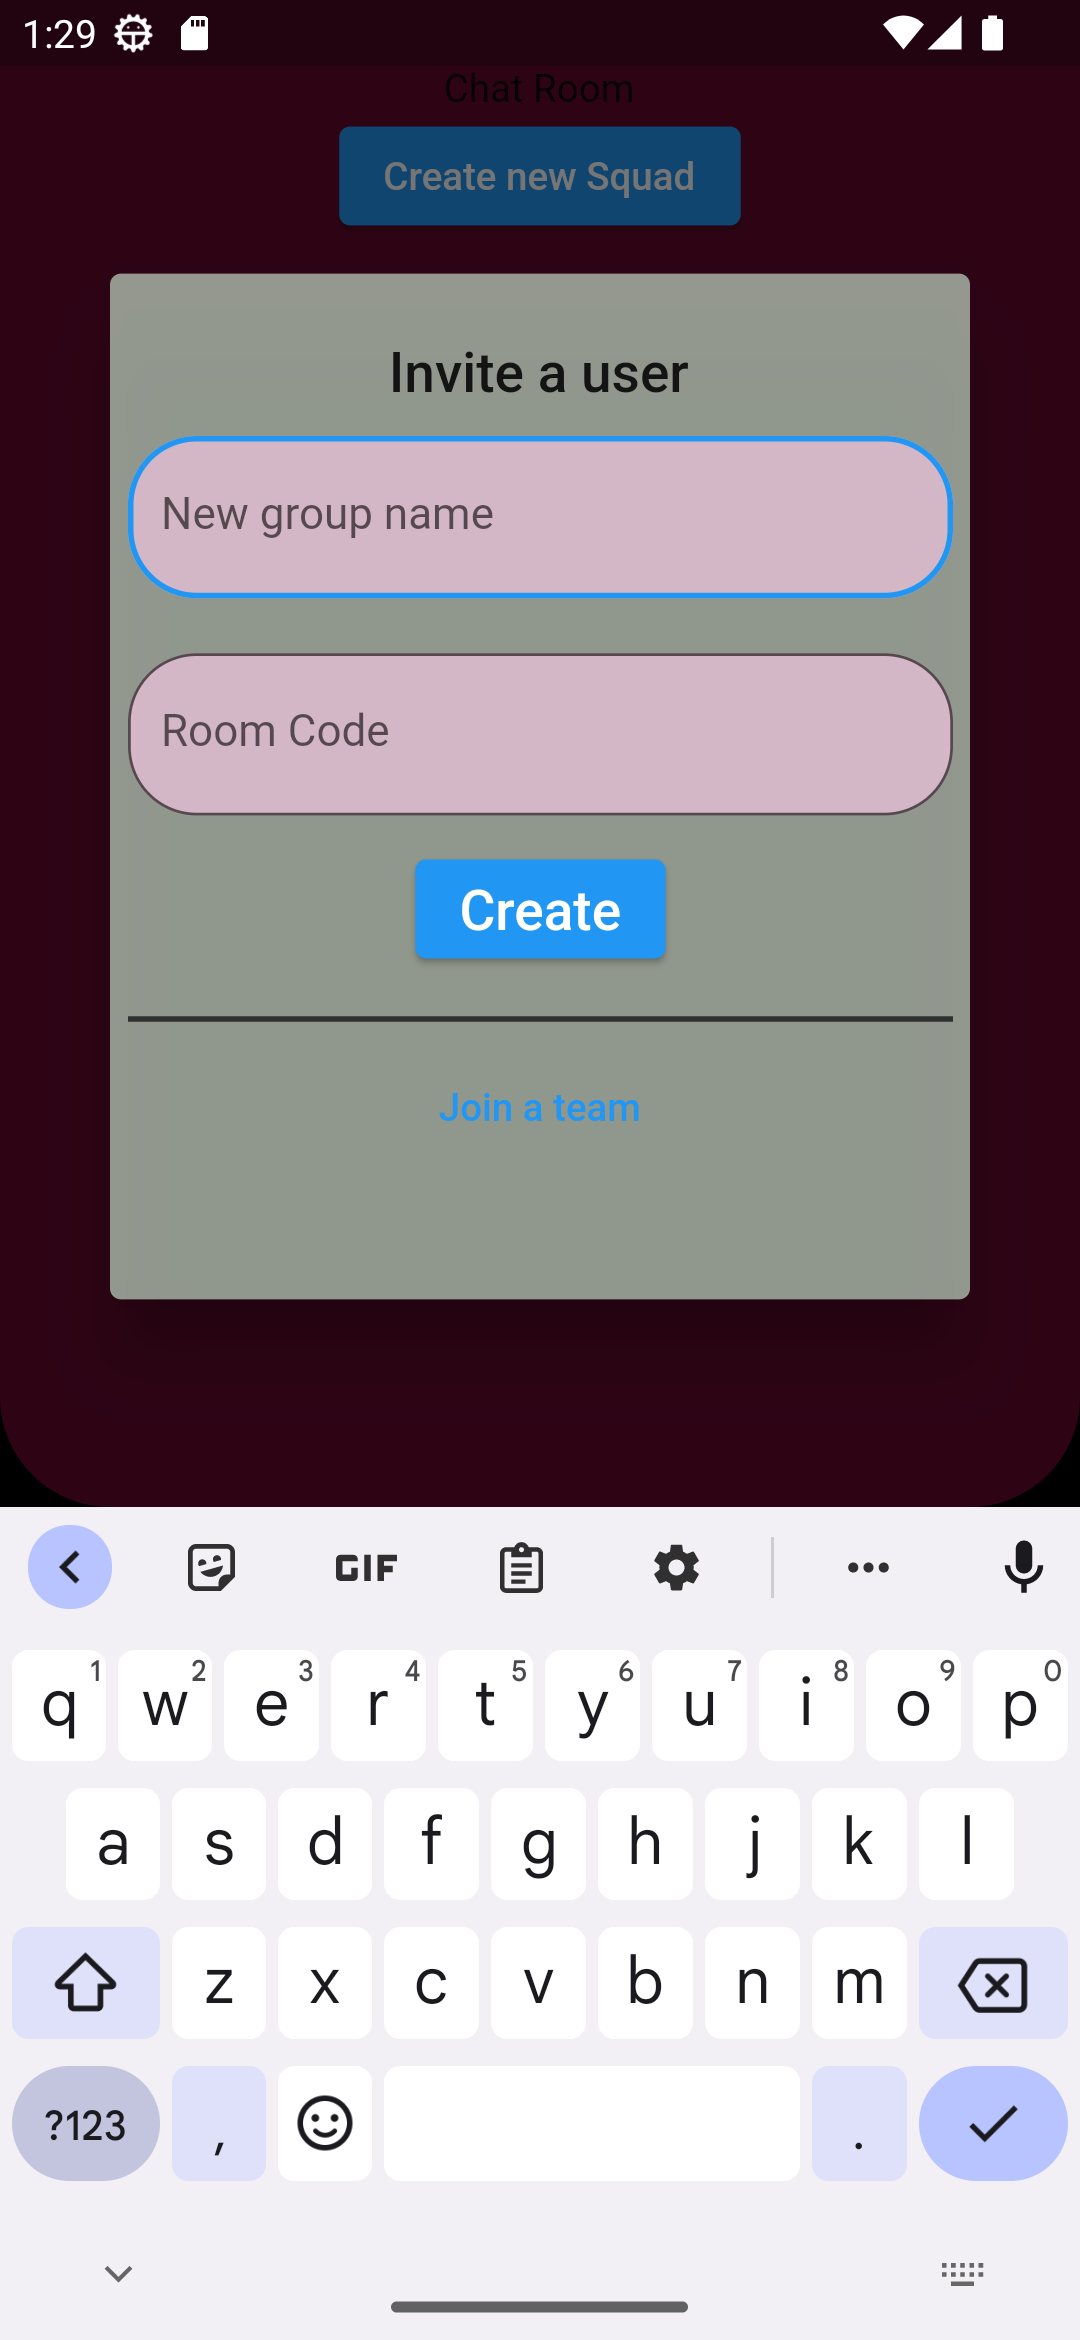 1:29
Chat Room
Create new Squad
Invite a user
New group name
Room Code
Create
Join a team
GIF
q 1 w 2 e 3 r 4 t 5 y 6 u 7 i 8 o 9 p 0
a s d f g h j k l
z x c v b n m
?123 , .